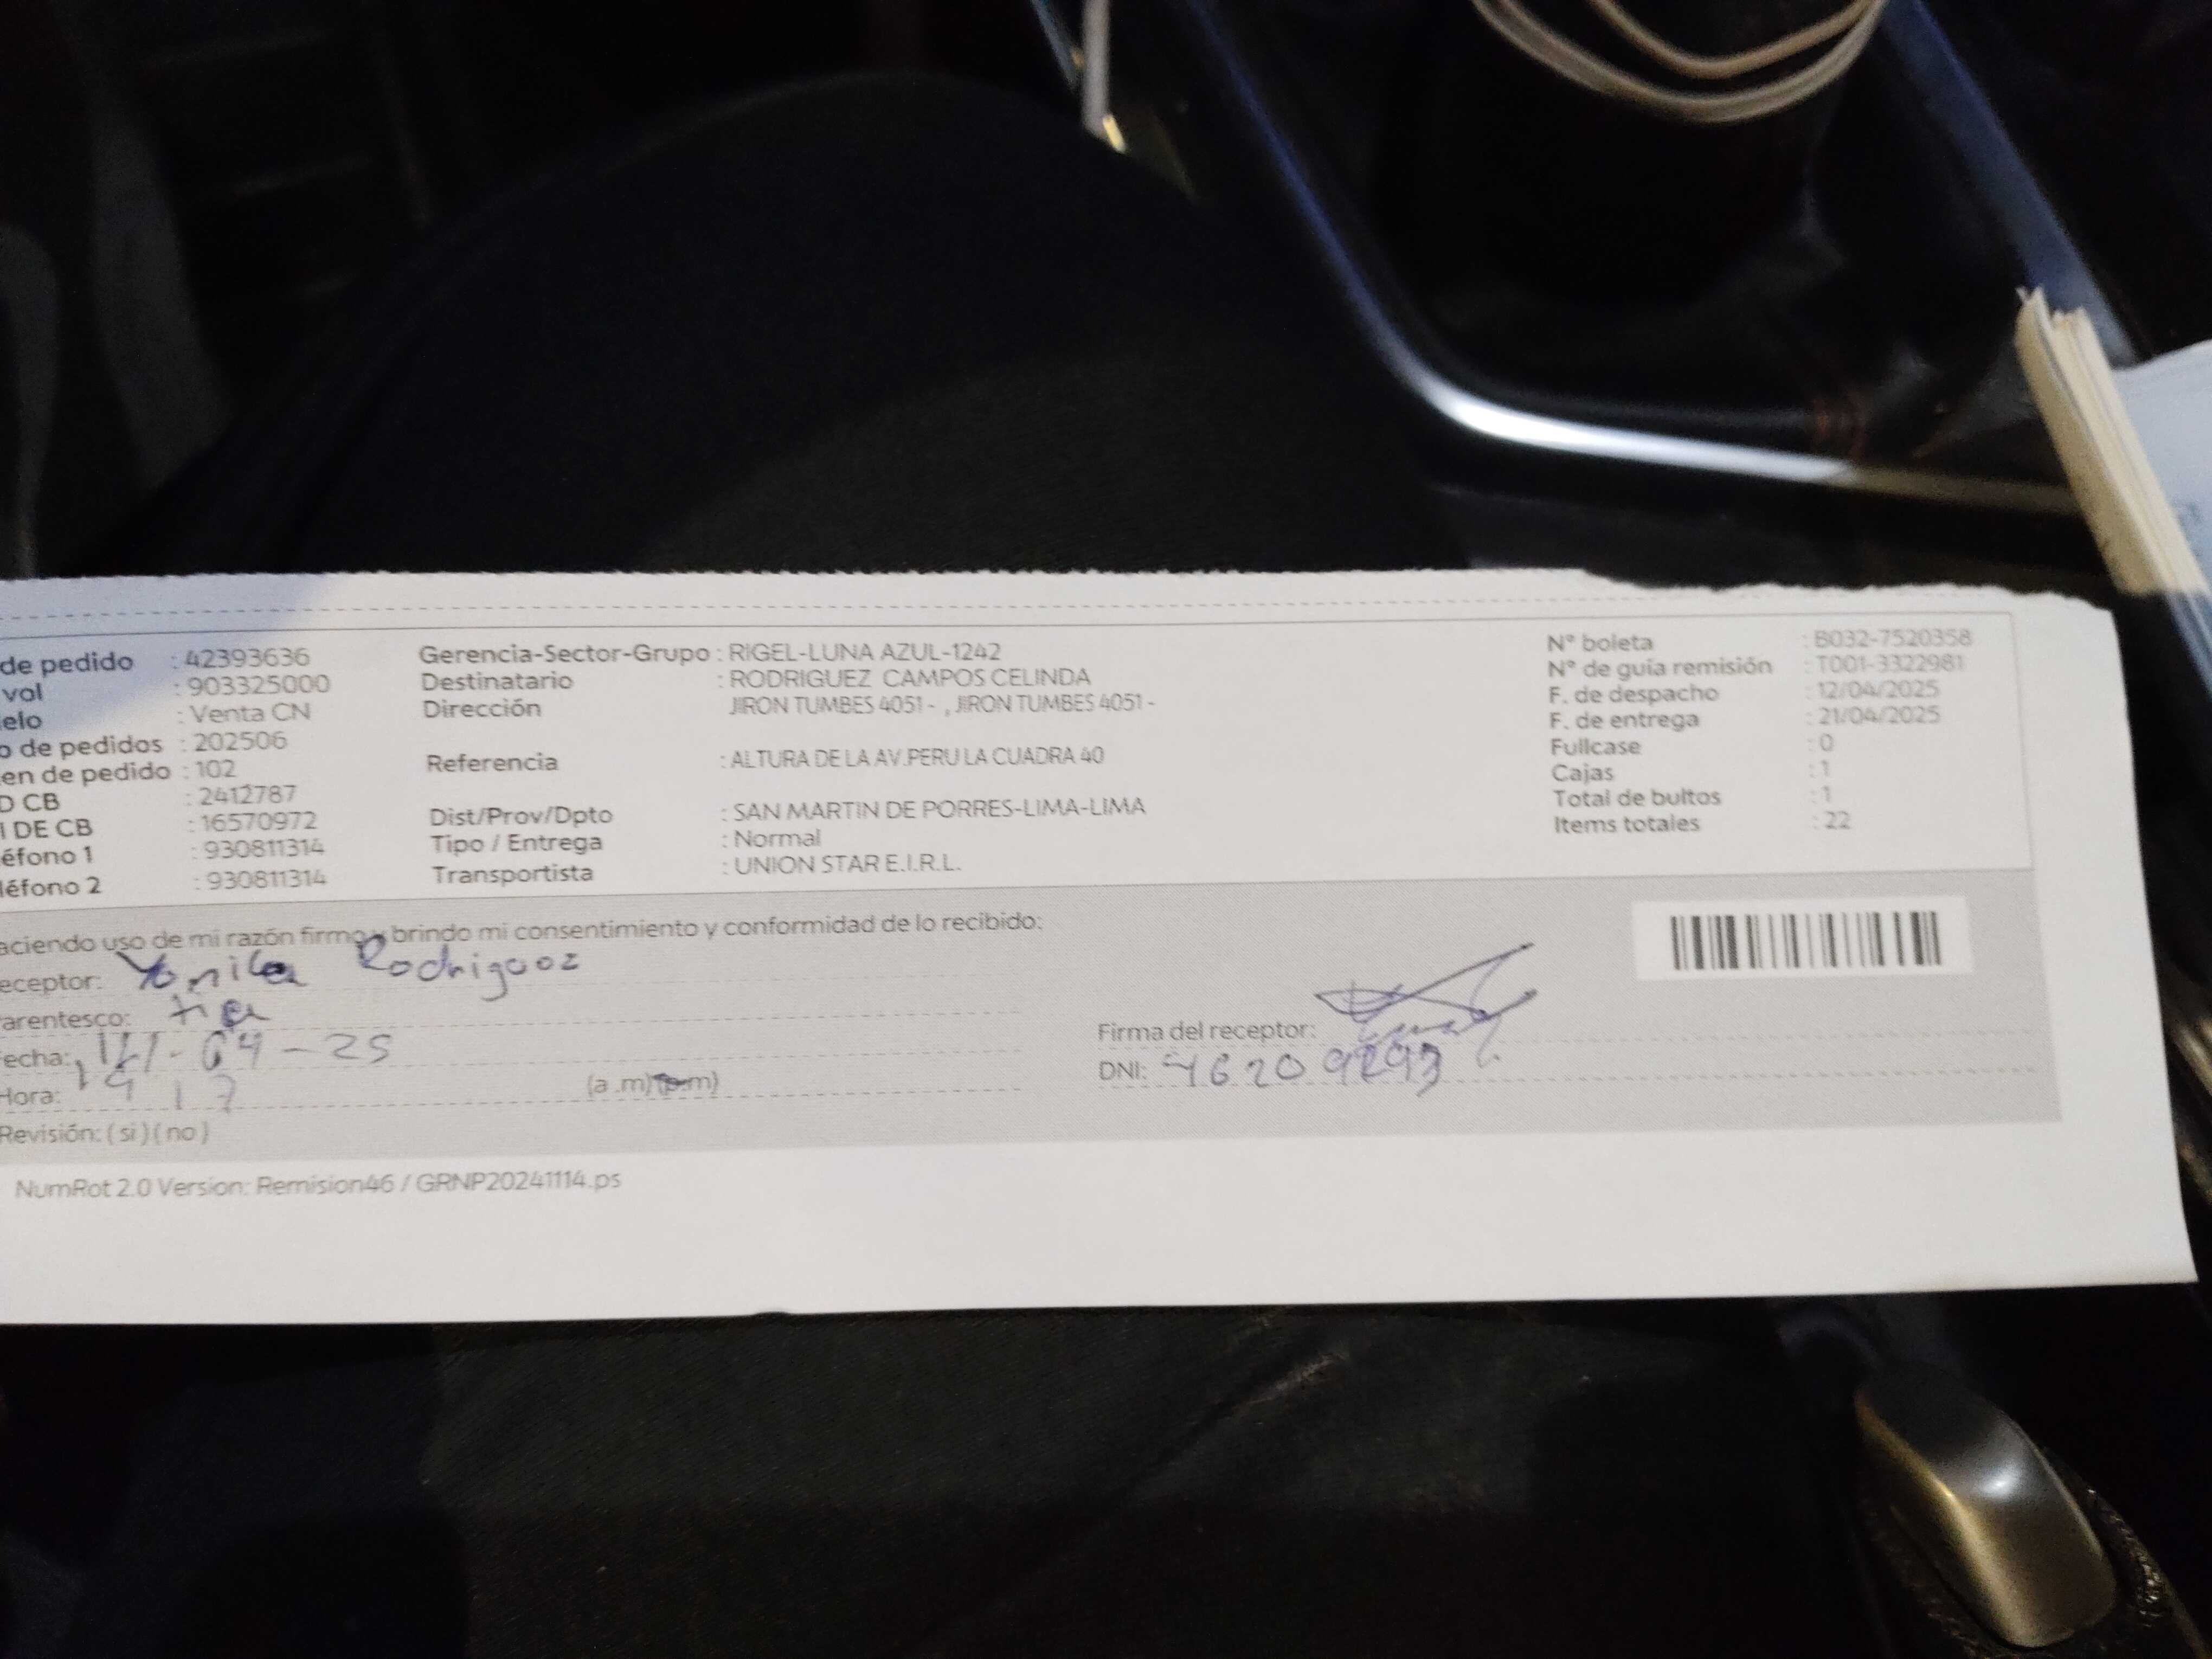 de pedido : 42393636
vol : 903325000
elo : Venta CN
o de pedidos : 202506
en de pedido : 102
D CB : 2412787
I DE CB : 16570972
éfono 1 : 930811314
léfono 2 : 930811314
Gerencia-Sector-Grupo : RIGEL-LUNA AZUL-1242
Destinatario : RODRIGUEZ CAMPOS CELINDA
Dirección JIRON TUMBES 4051 - , JIRON TUMBES 4051 -
Referencia : ALTURA DE LA AV.PERU LA CUADRA 40
Dist/Prov/Dpto : SAN MARTIN DE PORRES-LIMA-LIMA
Tipo / Entrega : Normal
Transportista : UNION STAR E.I.R.L.
N° boleta : B032-7520358
N° de guía remisión : T001-3322981
F. de despacho : 12/04/2025
F. de entrega : 21/04/2025
Fullcase : 0
Cajas : 1
Total de bultos : 1
Items totales : 22
aciendo uso de mi razón firmo y brindo mi consentimiento y conformidad de lo recibido:
eceptor: Rodriguez
arentesco: tia
echa: 04-25
Hora: (a .m)(p.m)
Revisión: ( si ) ( no )
Firma del receptor:
DNI:
NumRot 2.0 Version: Remision46 / GRNP20241114.ps